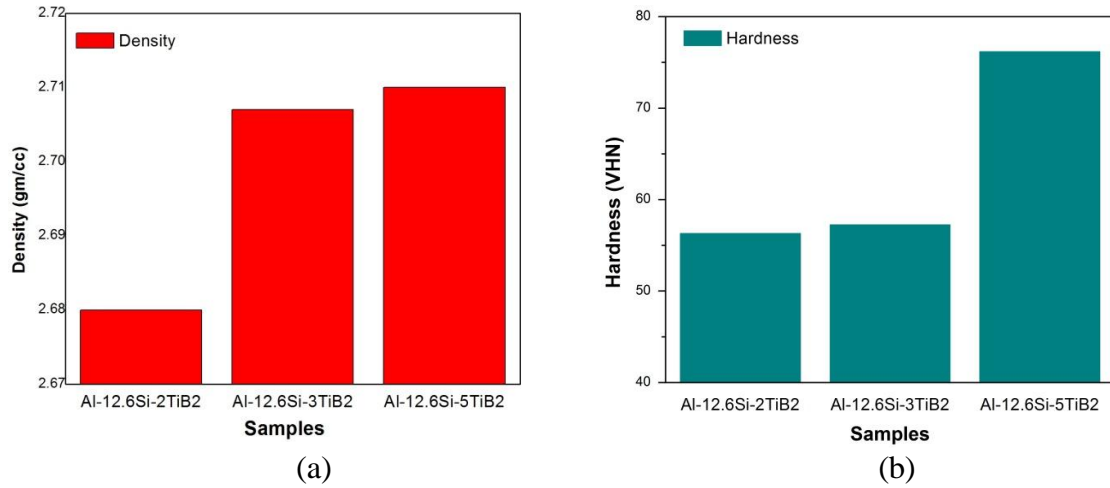 2.72
2.71
2.70
2.69
2.68
2.67
Density (gm/cc)
Density
Al-12.6Si-2TiB2 Al-12.6Si-3TiB2 Al-12.6Si-5TiB2
Samples
(a)
80
70
60
50
40
Hardness (VHN)
Hardness
Al-12.6Si-2TiB2 Al-12.6Si-3TiB2 Al-12.6Si-5TiB2
Samples
(b)